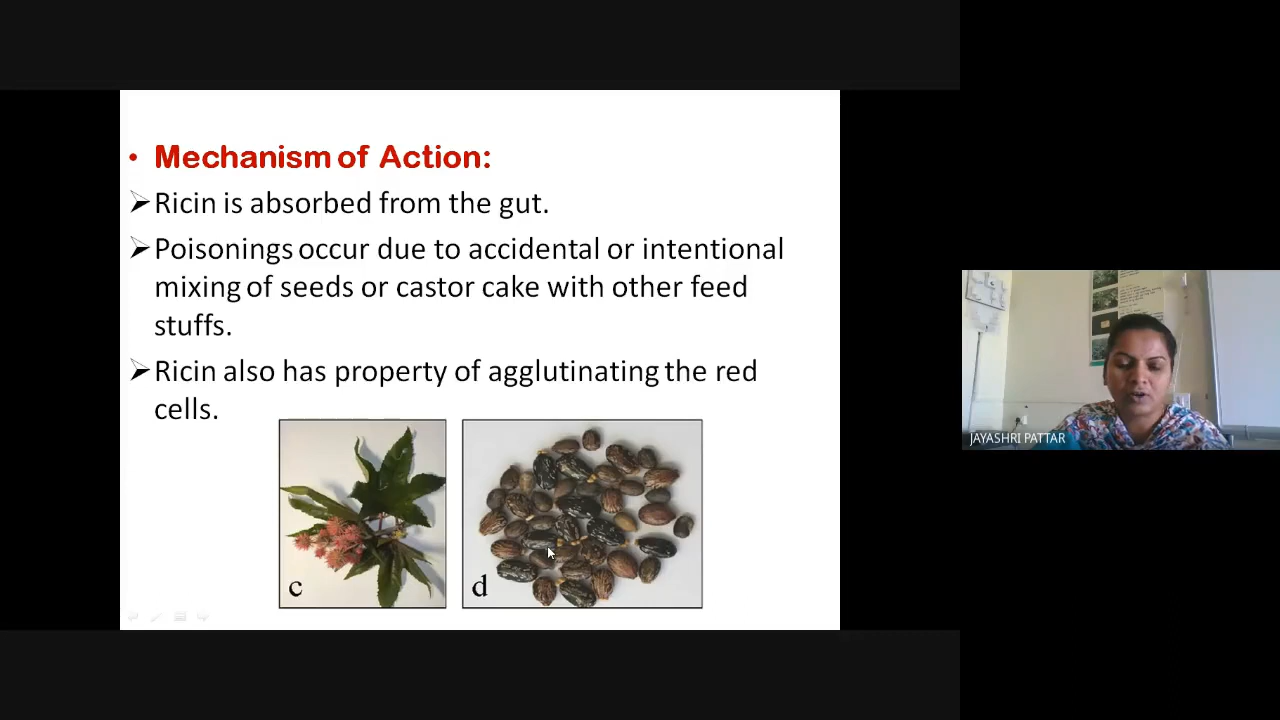 • Mechanism of Action:
➢ Ricin is absorbed from the gut.
➢ Poisonings occur due to accidental or intentional
mixing of seeds or castor cake with other feed
stuffs.
➢ Ricin also has property of agglutinating the red
cells.
c
d
JAYASHRI PATTAR